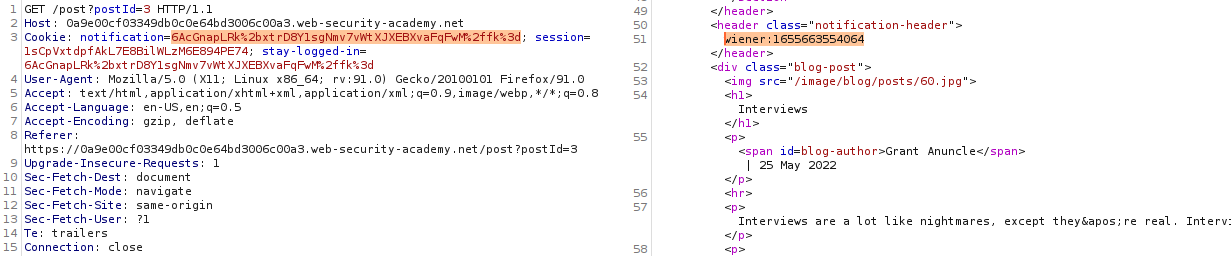 1 GET /post?postId=3 HTTP/1.1
2 Host: 0a9e00cf03349db0c0e64bd3006c00a3.web-security-academy.net
3 Cookie: notification=6AcGnapLRk%2bxtrD8Y1sgNmv7vWtXJXEBXvaFqFwM%2ffk%3d; session=
1sCpVxtdpfAkL7E8BilWLzM6E894PE74; stay-logged-in=
6AcGnapLRk%2bxtrD8Y1sgNmv7vWtXJXEBXvaFqFwM%2ffk%3d
4 User-Agent: Mozilla/5.0 (X11; Linux x86_64; rv:91.0) Gecko/20100101 Firefox/91.0
5 Accept: text/html,application/xhtml+xml,application/xml;q=0.9,image/webp,*/*;q=0.8
6 Accept-Language: en-US,en;q=0.5
7 Accept-Encoding: gzip, deflate
8 Referer:
https://0a9e00cf03349db0c0e64bd3006c00a3.web-security-academy.net/post?postId=3
9 Upgrade-Insecure-Requests: 1
10 Sec-Fetch-Dest: document
11 Sec-Fetch-Mode: navigate
12 Sec-Fetch-Site: same-origin
13 Sec-Fetch-User: ?1
14 Te: trailers
15 Connection: close
49 </header>
50 <header class="notification-header">
51 wiener:1655663554064
</header>
52 <div class="blog-post">
53 <img src="/image/blog/posts/60.jpg">
54 <h1>
Interviews
</h1>
55 <p>
<span id=blog-author>Grant Anuncle</span>
| 25 May 2022
</p>
56 <hr>
57 <p>
Interviews are a lot like nightmares, except they&apos;re real. Intervi
</p>
58 <p>